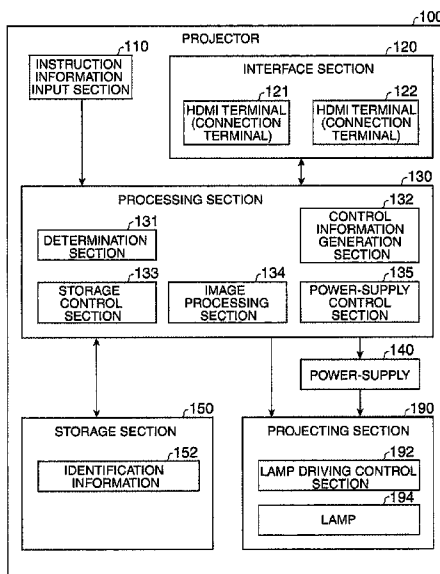 100
PROJECTOR
110
INSTRUCTION
INFORMATION
INPUT SECTION
120
INTERFACE SECTION
121
HDMI TERMINAL
(CONNECTION
TERMINAL)
122
HDMI TERMINAL
(CONNECTION
TERMINAL)
130
PROCESSING SECTION
131
DETERMINATION
SECTION
132
CONTROL
INFORMATION
GENERATION
SECTION
133
STORAGE
CONTROL
SECTION
134
IMAGE
PROCESSING
SECTION
135
POWER-SUPPLY
CONTROL
SECTION
140
POWER-SUPPLY
150
STORAGE SECTION
152
IDENTIFICATION
INFORMATION
190
PROJECTING SECTION
192
LAMP DRIVING CONTROL
SECTION
194
LAMP